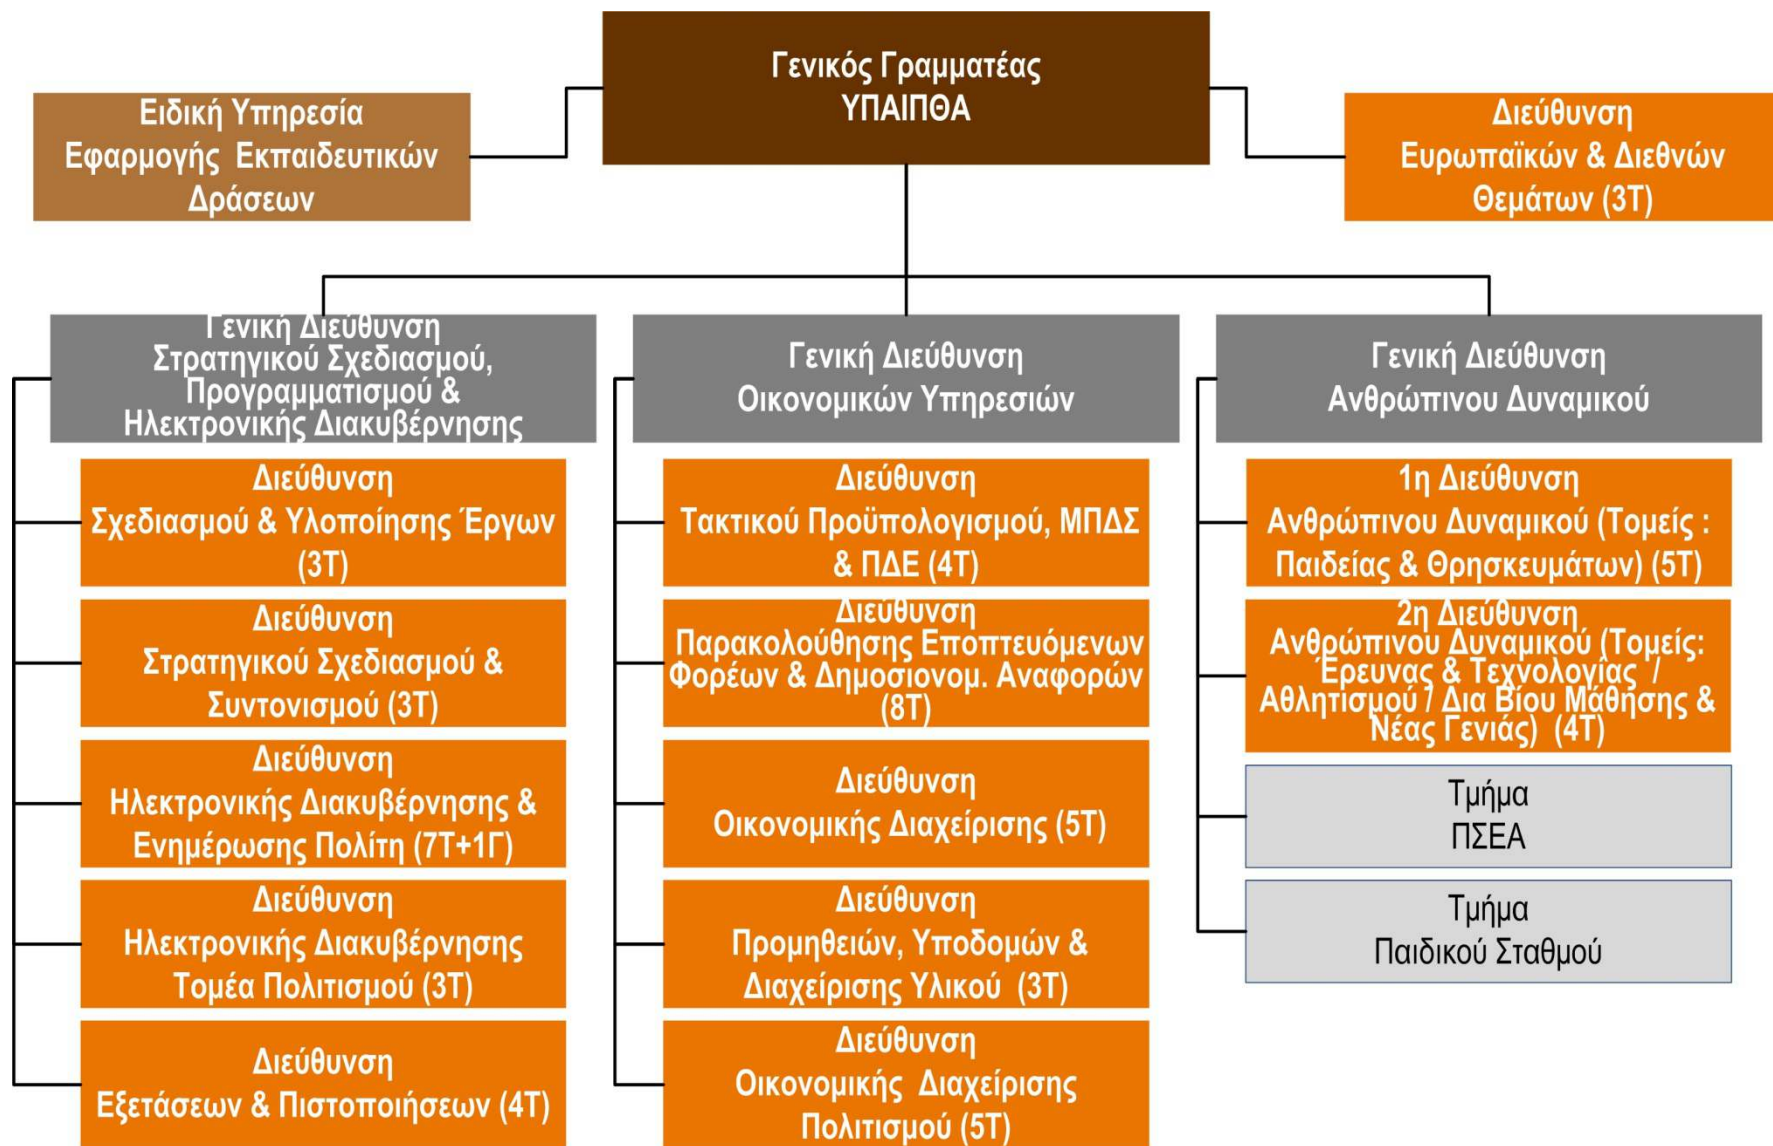 Γενικός Γραμματέας
ΥΠΑΙΠΘΑ
Ειδική Υπηρεσία
Εφαρμογής Εκπαιδευτικών
Δράσεων
Διεύθυνση
Ευρωπαϊκών & Διεθνών
Θεμάτων (3Τ)
Γενική Διεύθυνση
Στρατηγικού Σχεδιασμού,
Προγραμματισμού &
Ηλεκτρονικής Διακυβέρνησης
Διεύθυνση
Σχεδιασμού & Υλοποίησης Έργων
(3Τ)
Διεύθυνση
Στρατηγικού Σχεδιασμού &
Συντονισμού (3Τ)
Διεύθυνση
Ηλεκτρονικής Διακυβέρνησης &
Ενημέρωσης Πολίτη (7Τ+1Γ)
Διεύθυνση
Ηλεκτρονικής Διακυβέρνησης
Τομέα Πολιτισμού (3Τ)
Διεύθυνση
Εξετάσεων & Πιστοποιήσεων (4Τ)
Γενική Διεύθυνση
Οικονομικών Υπηρεσιών
Διεύθυνση
Τακτικού Προϋπολογισμού, ΜΠΔΣ
& ΠΔΕ (4Τ)
Διεύθυνση
Παρακολούθησης Εποπτευόμενων
Φορέων & Δημοσιονομ. Αναφορών
(8Τ)
Διεύθυνση
Οικονομικής Διαχείρισης (5Τ)
Διεύθυνση
Προμηθειών, Υποδομών &
Διαχείρισης Υλικού (3Τ)
Διεύθυνση
Οικονομικής Διαχείρισης
Πολιτισμού (5Τ)
Γενική Διεύθυνση
Ανθρώπινου Δυναμικού
1η Διεύθυνση
Ανθρώπινου Δυναμικού (Τομείς :
Παιδείας & Θρησκευμάτων) (5Τ)
2η Διεύθυνση
Ανθρώπινου Δυναμικού (Τομείς:
Έρευνας & Τεχνολογίας /
Αθλητισμού / Δια Βίου Μάθησης &
Νέας Γενιάς) (4Τ)
Τμήμα
ΠΣΕΑ
Τμήμα
Παιδικού Σταθμού